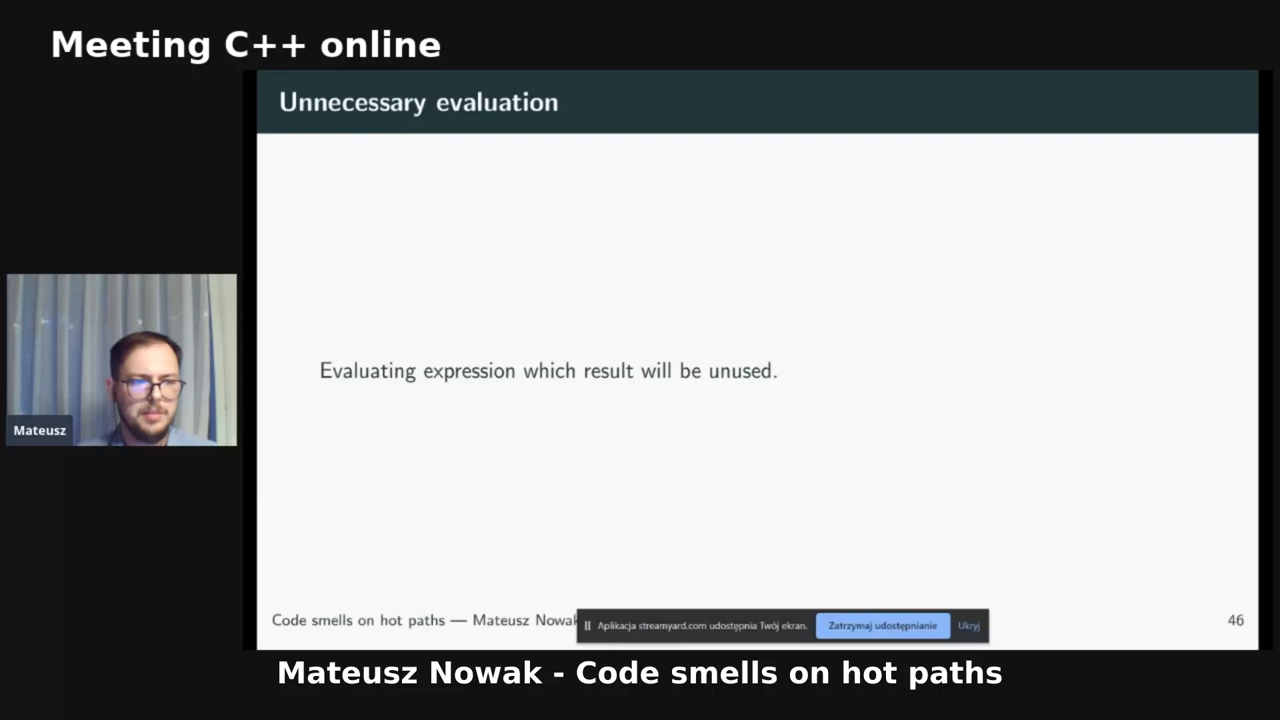 Meeting C++ online
Unnecessary evaluation
Evaluating expression which result will be unused.
Mateusz
Code smells on hot paths — Mateusz Nowak
Aplikacja streamyard.com udostępnia Twój ekran.
Zatrzymaj udostępnianie
Ukryj
46
Mateusz Nowak - Code smells on hot paths